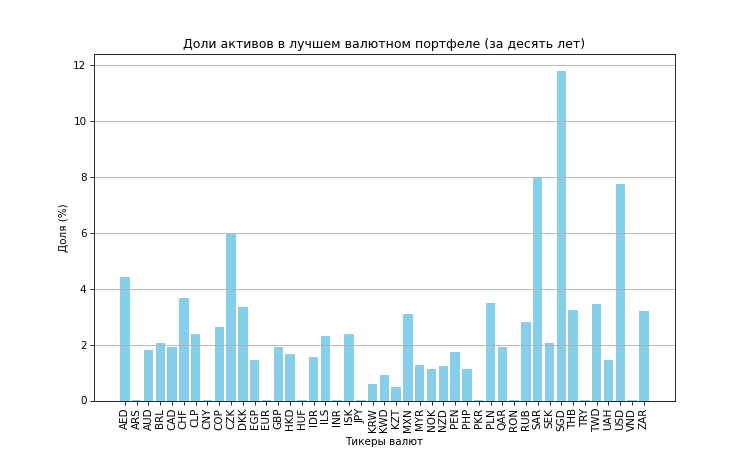 Доли активов в лучшем валютном портфеле (за десять лет)
Доля (%)
12
10
8
6
4
2
0
AED ARS AUD BRL CAD CHF CLP CNY COP CZK DKK EGP EUR GBP HKD HUF IDR ILS INR ISK JPY KRW KWD KZT MXN MYR NOK NZD PEN PHP PKR PLN QAR RON RUB SAR SEK SGD THB TRY TWD UAH USD VND ZAR
Тикеры валют